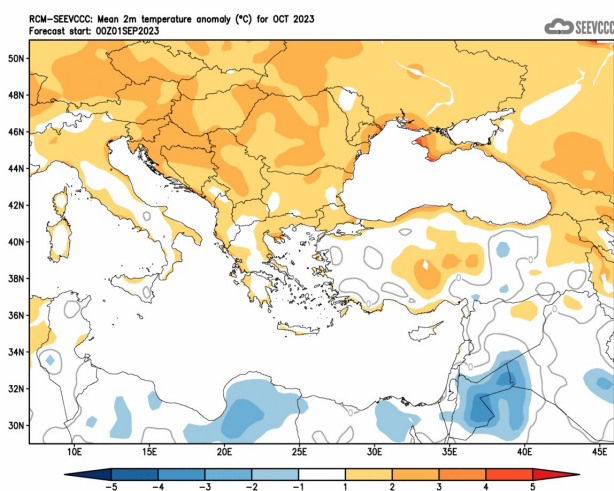 RCM-SEEVCCC: Mean 2m temperature anomaly (°C) for OCT 2023
Forecast start: 00Z01SEP2023
SEEVCCC
50N
48N
46N
44N
42N
40N
38N
36N
34N
32N
30N
10E 15E 20E 25E 30E 35E 40E 45E
-5 -4 -3 -2 -1 1 2 3 4 5